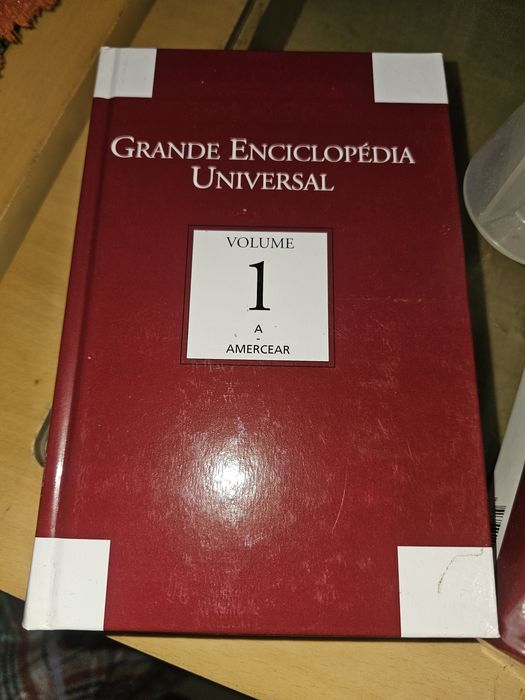 GRANDE ENCICLOPÉDIA
UNIVERSAL
VOLUME
1
A
-
AMERCEAR